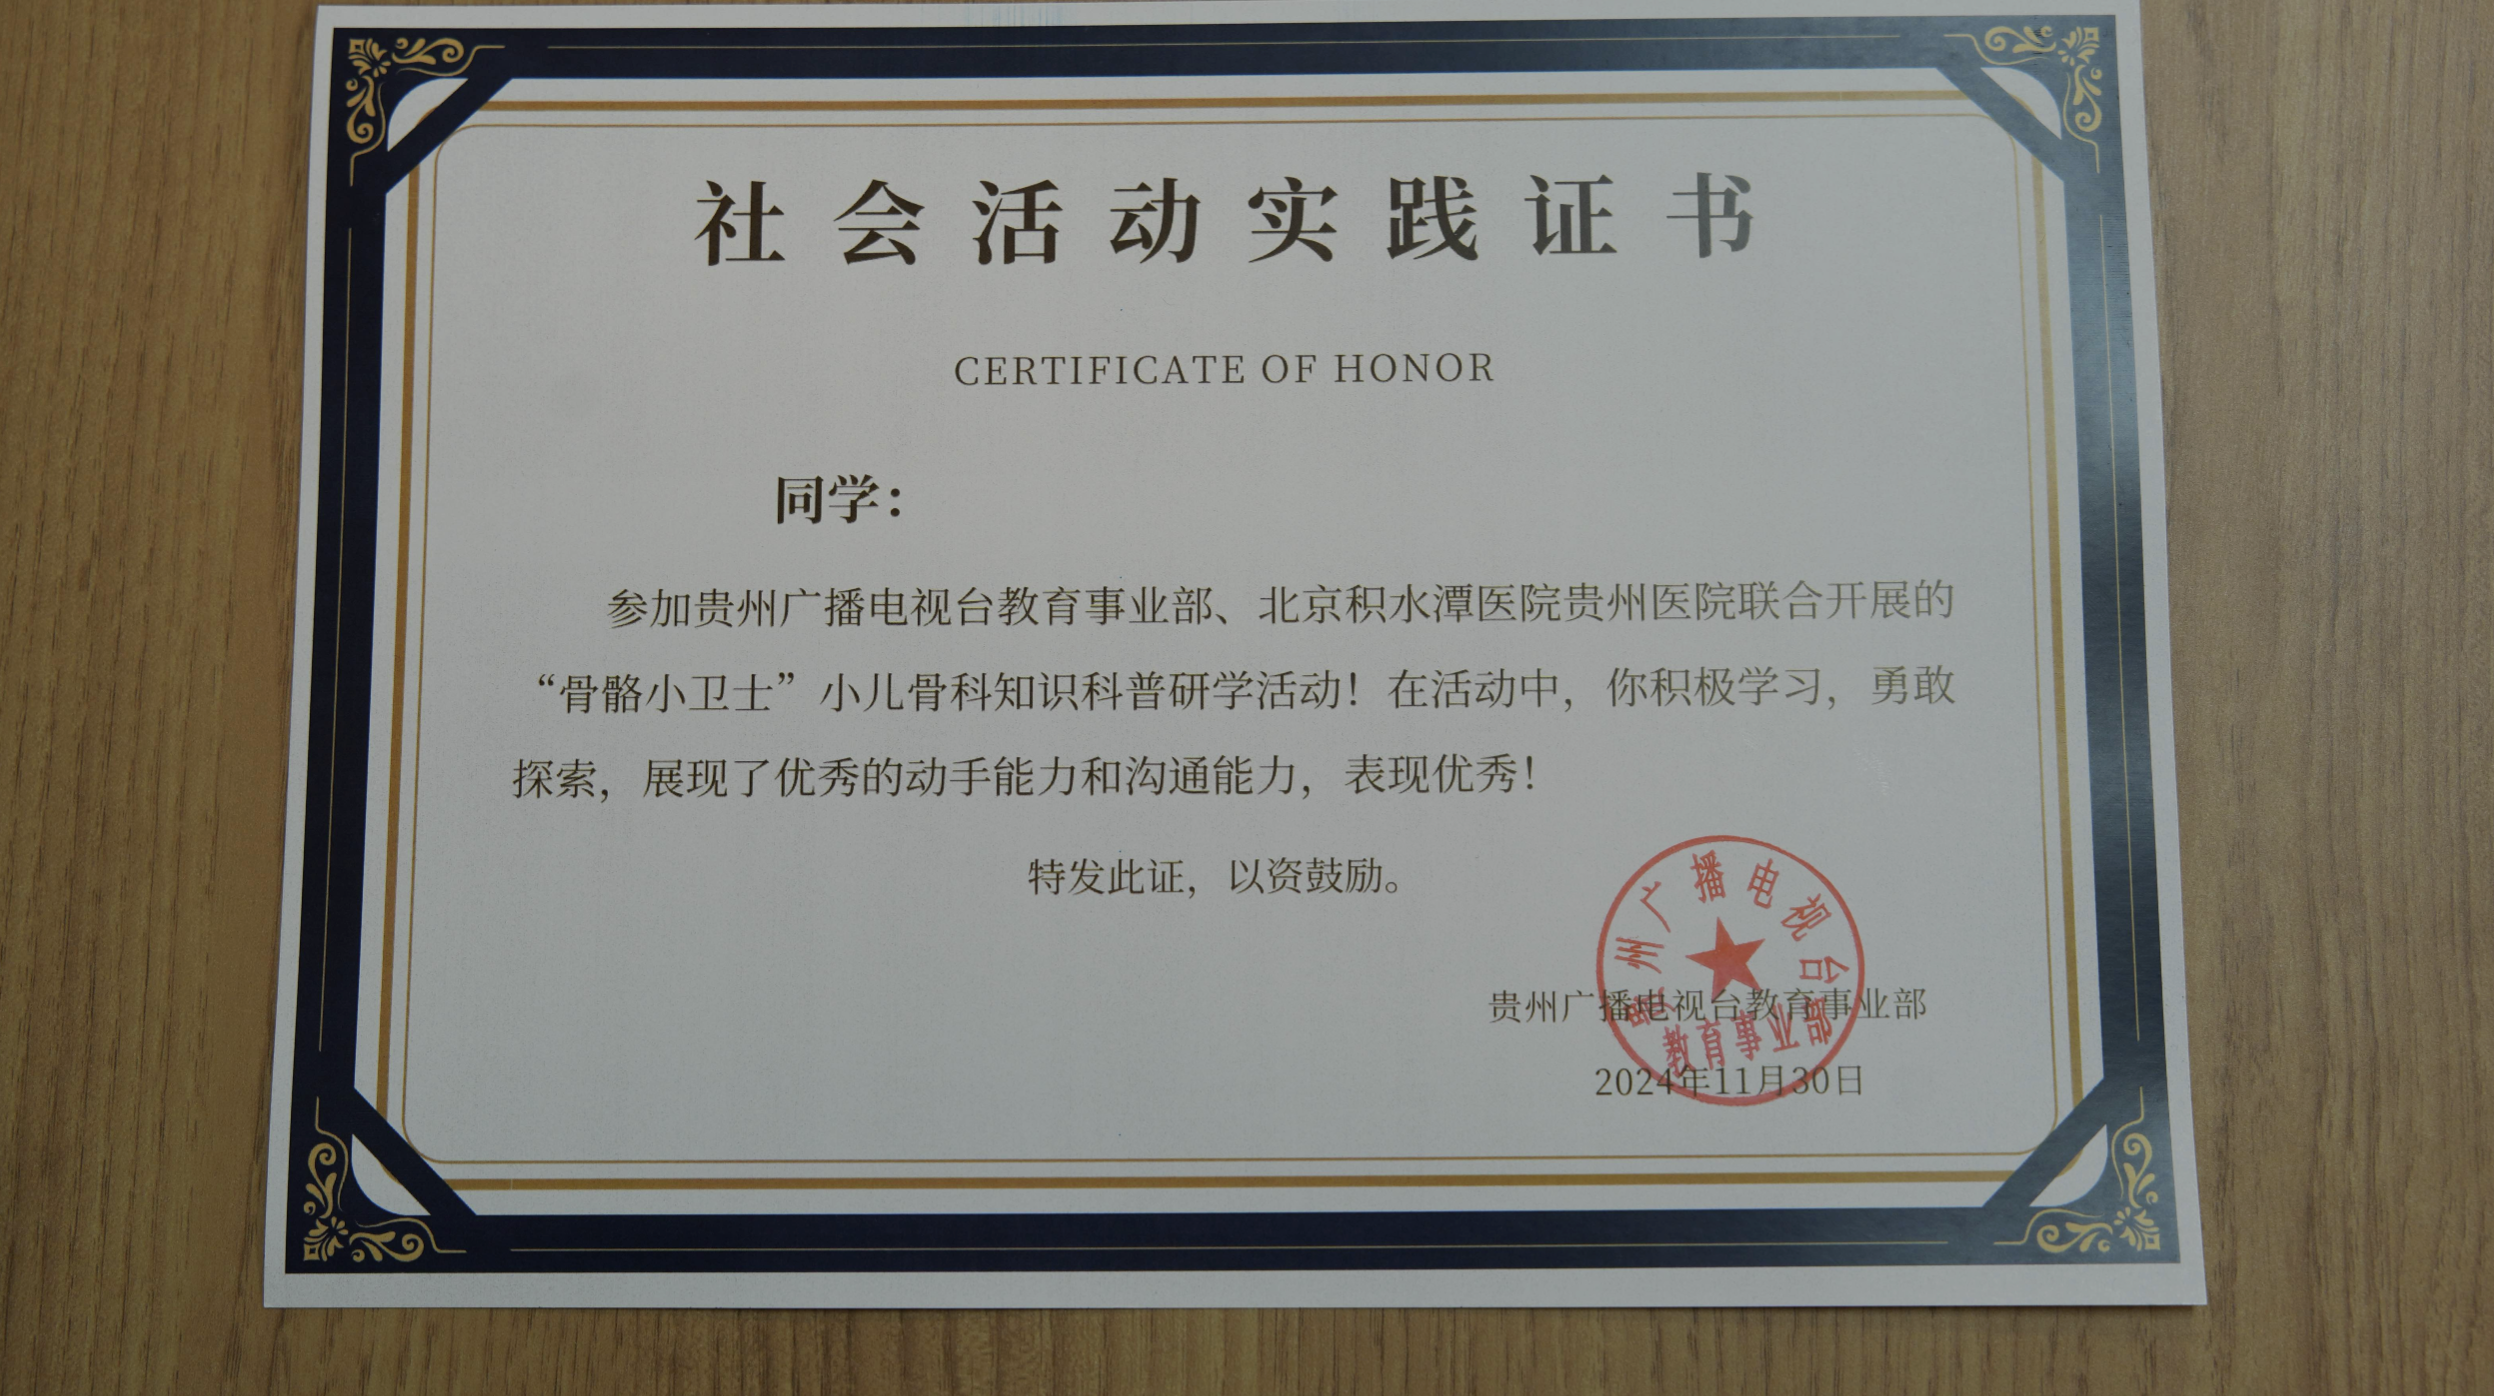 社会活动实践证书
CERTIFICATE OF HONOR
同学：
参加贵州广播电视台教育事业部、北京积水潭医院贵州医院联合开展的
“骨骼小卫士”小儿骨科知识科普研学活动！在活动中，你积极学习，勇敢
探索，展现了优秀的动手能力和沟通能力，表现优秀！
特发此证，以资鼓励。
贵州广播电视台
教育事业部
贵州广播电视台教育事业部
2024年11月30日